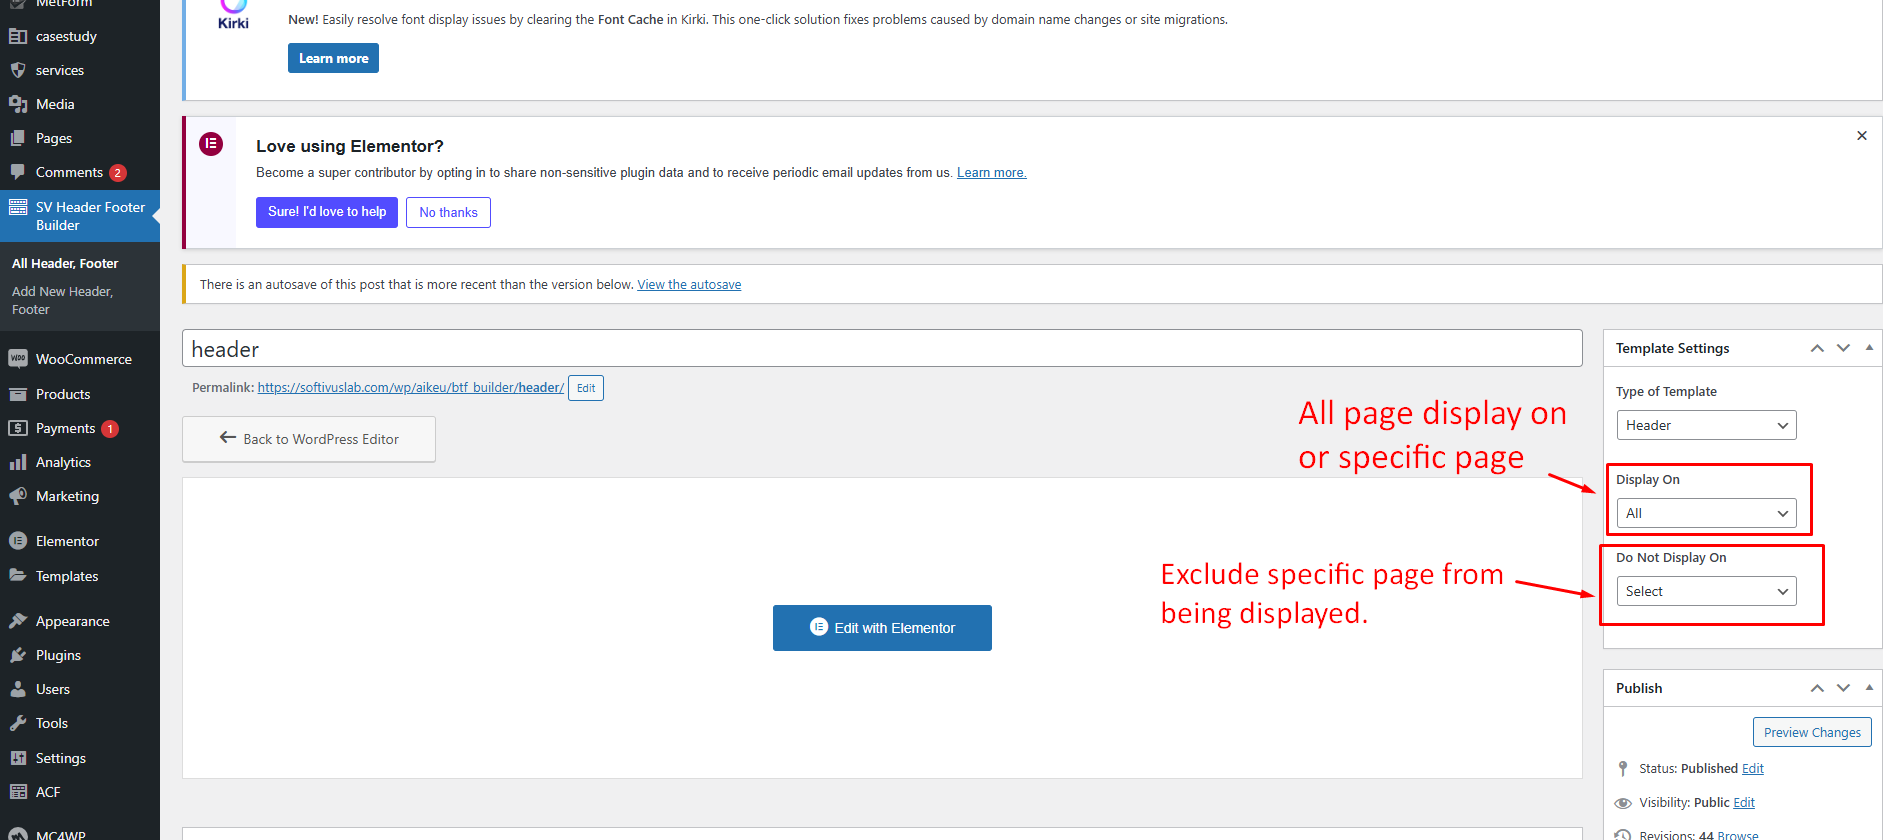 MetForm
casestudy
services
Media
Pages
Comments 2
SV Header Footer
Builder
All Header, Footer
Add New Header,
Footer
WooCommerce
Products
Payments 1
Analytics
Marketing
Elementor
Templates
Appearance
Plugins
Users
Tools
Settings
ACF
MC4WP
Kirki
New! Easily resolve font display issues by clearing the Font Cache in Kirki. This one-click solution fixes problems caused by domain name changes or site migrations.
Learn more
Love using Elementor?
Become a super contributor by opting in to share non-sensitive plugin data and to receive periodic email updates from us. Learn more.
Sure! I'd love to help
No thanks
There is an autosave of this post that is more recent than the version below. View the autosave
header
Permalink: https://softivuslab.com/wp/aikeu/btf_builder/header/ Edit
Back to WordPress Editor
Edit with Elementor
All page display on
or specific page
Exclude specific page from
being displayed.
Template Settings
Type of Template
Header
Display On
All
Do Not Display On
Select
Publish
Preview Changes
Status: Published Edit
Visibility: Public Edit
Revisions: 44 Browse